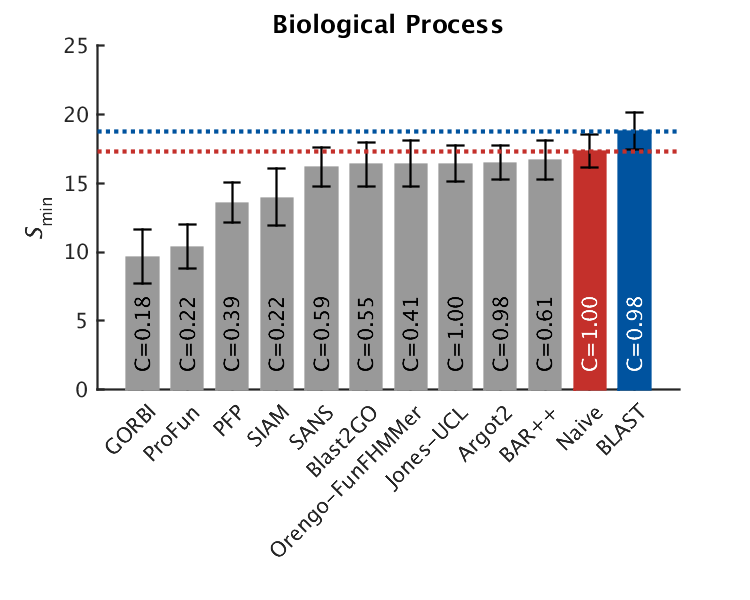 Biological Process
25
20
15
10
5
0
Smin
C=0.18
C=0.22
C=0.39
C=0.22
C=0.59
C=0.55
C=0.41
C=1.00
C=0.98
C=0.61
C=1.00
C=0.98
GORBI
ProFun
PFP
SIAM
SANS
Blast2GO
Orengo-FunFHMMer
Jones-UCL
Argot2
BAR++
Naive
BLAST